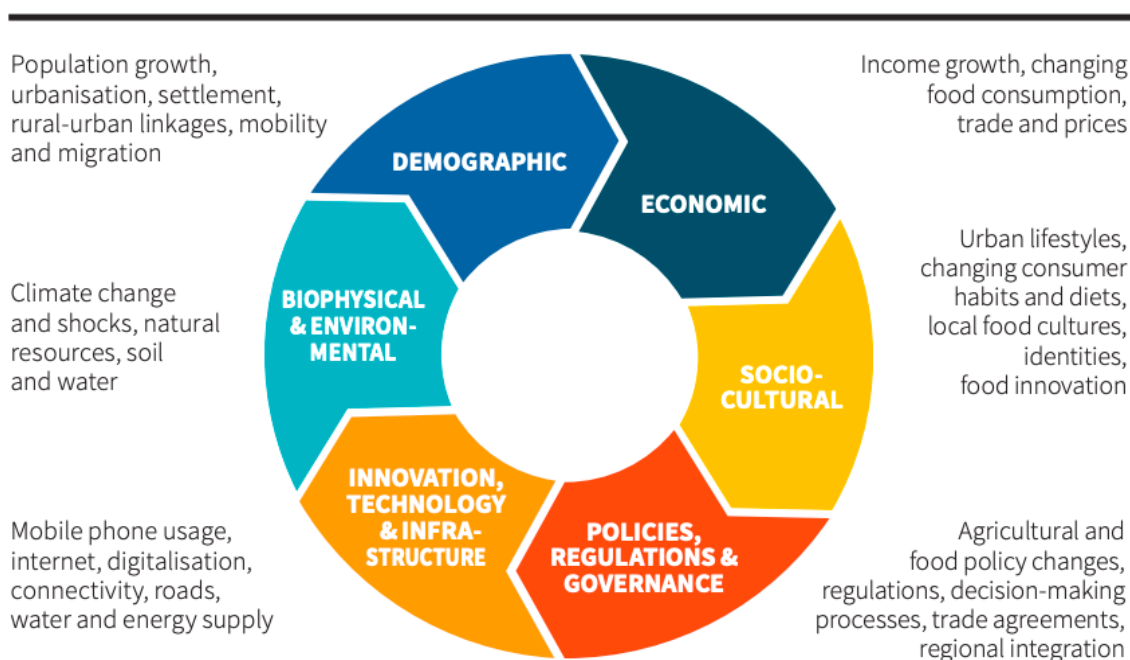 Population growth,
urbanisation, settlement,
rural-urban linkages, mobility
and migration
DEMOGRAPHIC
Income growth, changing
food consumption,
trade and prices
ECONOMIC
Urban lifestyles,
changing consumer
habits and diets,
local food cultures,
identities,
food innovation
SOCIO-
CULTURAL
Agricultural and
food policy changes,
regulations, decision-making
processes, trade agreements,
regional integration
POLICIES,
REGULATIONS &
GOVERNANCE
Mobile phone usage,
internet, digitalisation,
connectivity, roads,
water and energy supply
INNOVATION,
TECHNOLOGY
& INFRA-
STRUCTURE
Climate change
and shocks, natural
resources, soil
and water
BIOPHYSICAL
& ENVIRON-
MENTAL